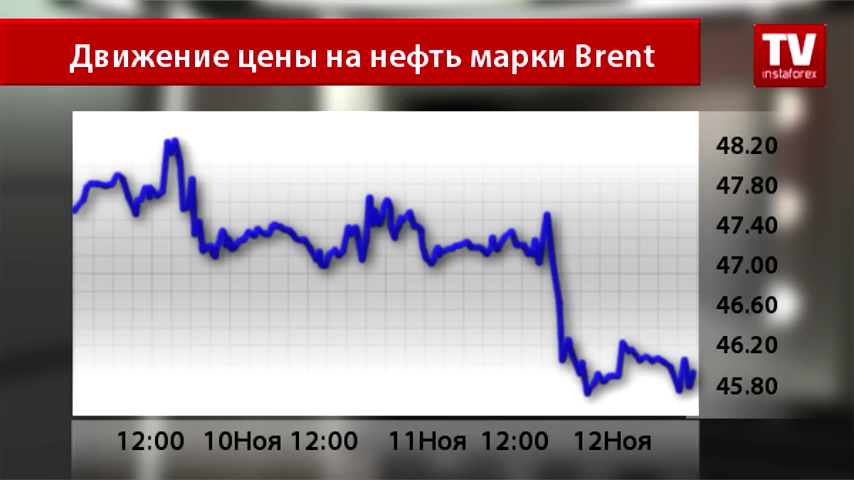 Движение цены на нефть марки Brent
TV
instaforex
48.20
47.80
47.40
47.00
46.60
46.20
45.80
12:00 10Ноя 12:00 11Ноя 12:00 12Ноя